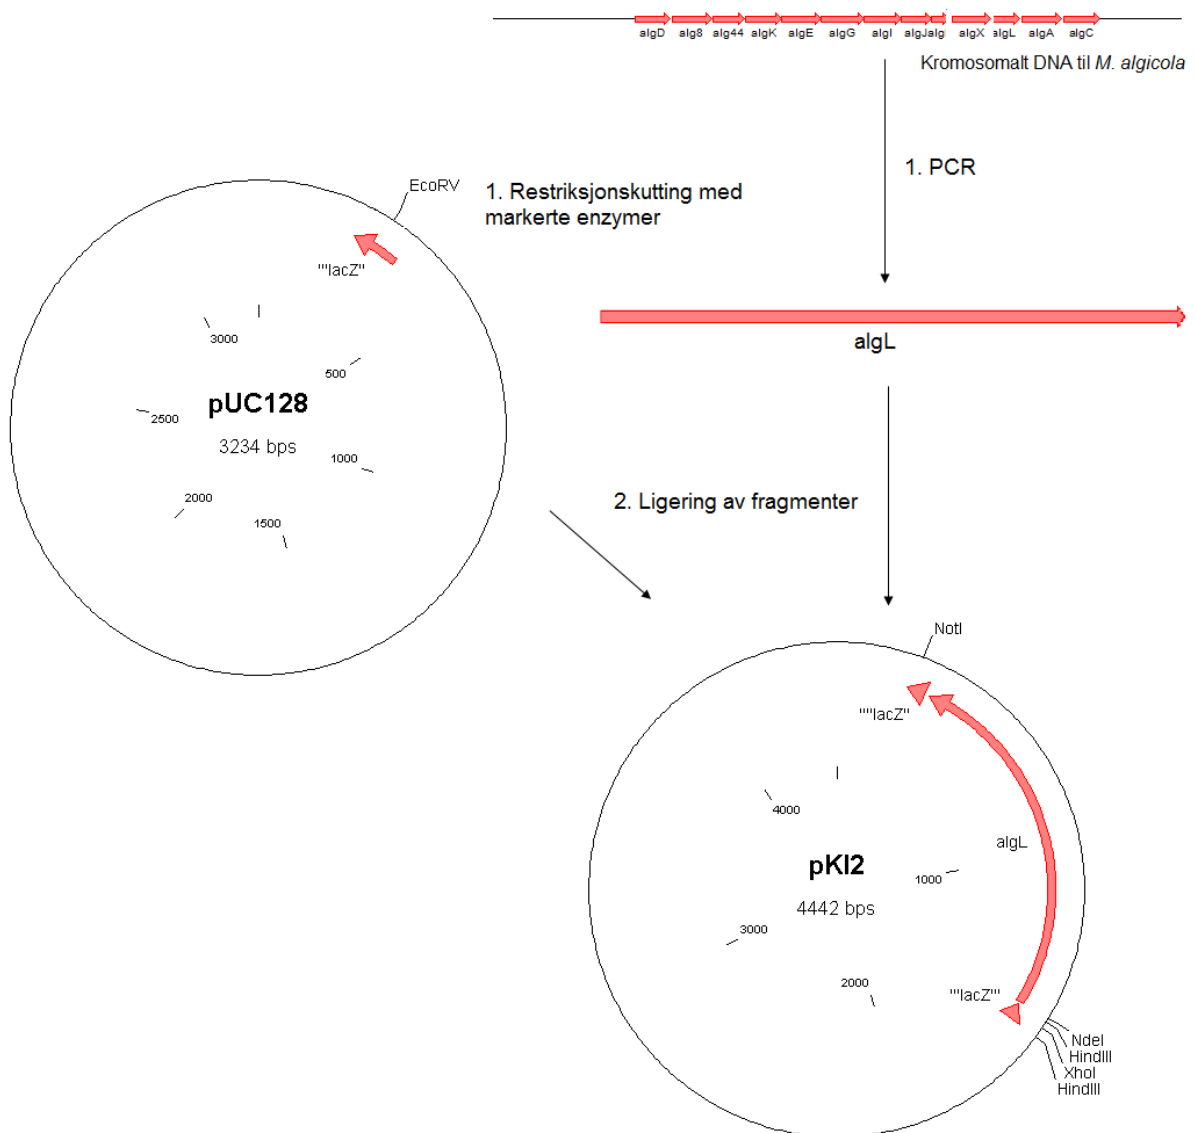 algD alg8 alg44 algK algE algG algI algJ alg algX algL algA algC
Kromosomalt DNA til M. algicola
1. PCR
EcoRV
1. Restriksjonskutting med
markerte enzymer
"'lacZ"
3000
500
2500
pUC128
3234 bps
1000
2000
1500
algL
2. Ligering av fragmenter
NotI
""lacZ"
4000
algL
pKI2
1000
4442 bps
3000
2000
"'lacZ'"
NdeI
HindIII
XhoI
HindIII